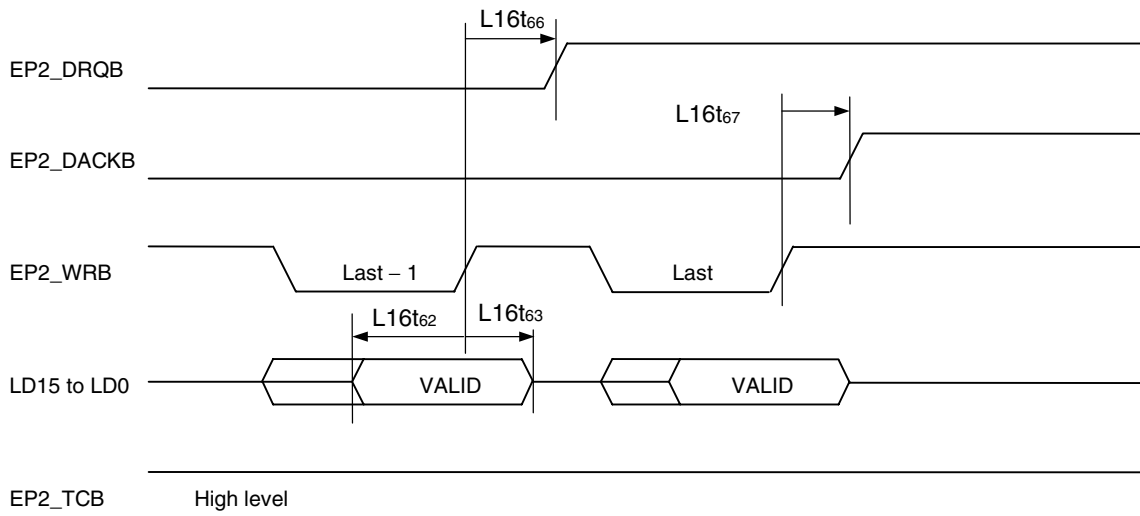 L16t66
EP2_DRQB
L16t67
EP2_DACKB
EP2_WRB
Last – 1
Last
L16t62
L16t63
LD15 to LD0
VALID
VALID
EP2_TCB
High level